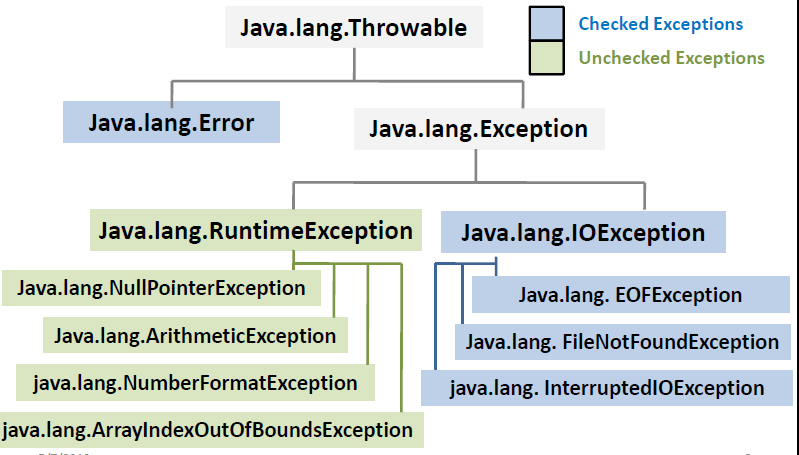 Java.lang.Throwable
Checked Exceptions
Unchecked Exceptions
Java.lang.Error
Java.lang.Exception
Java.lang.RuntimeException
Java.lang.IOException
Java.lang.NullPointerException
Java.lang. EOFException
Java.lang.ArithmeticException
Java.lang. FileNotFoundException
java.lang.NumberFormatException
java.lang. InterruptedIOException
java.lang.ArrayIndexOutOfBoundsException